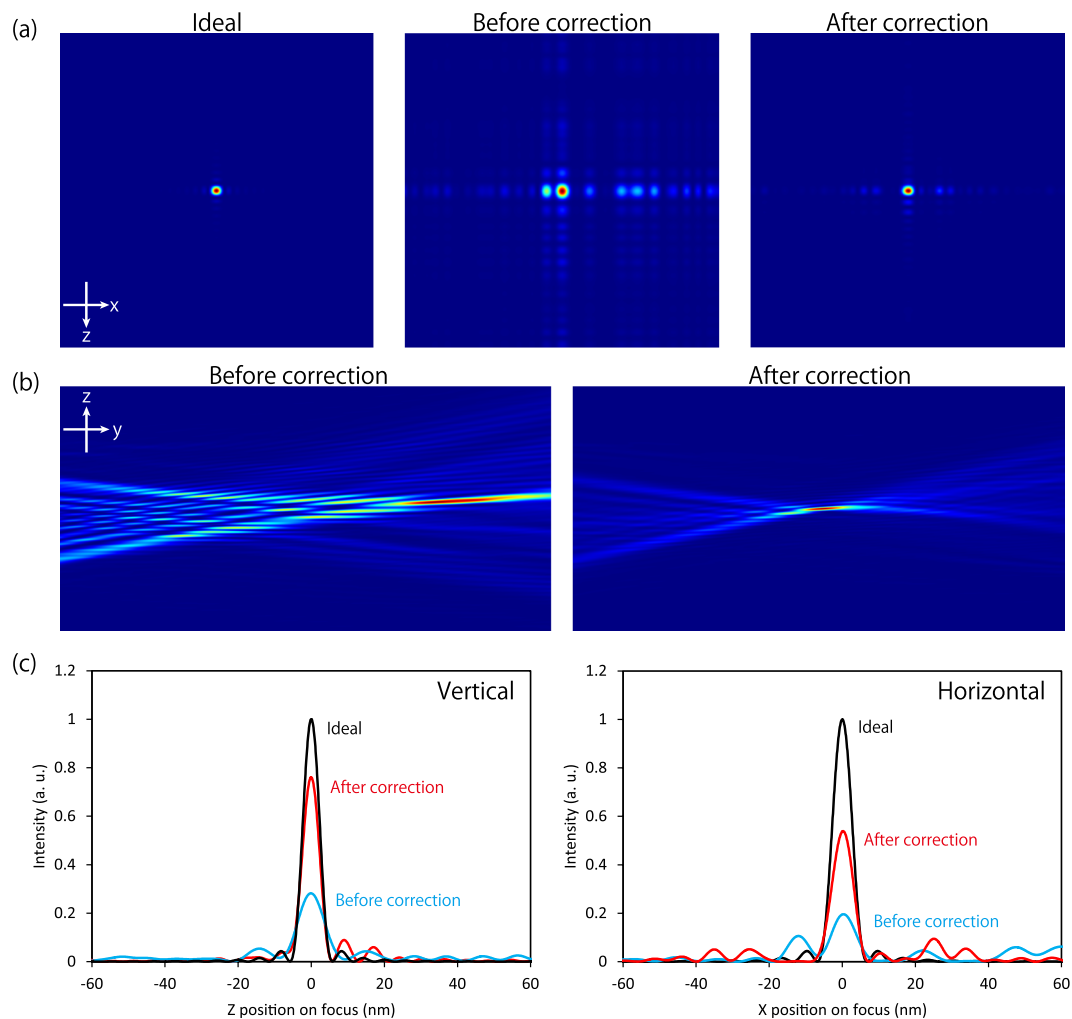 (a)
Ideal
Before correction
After correction
x
z
(b)
Before correction
After correction
z
y
(c)
1.2
1
0.8
0.6
0.4
0.2
0
Intensity (a. u.)
Vertical
Ideal
After correction
Before correction
-60 -40 -20 0 20 40 60
Z position on focus (nm)
1.2
1
0.8
0.6
0.4
0.2
0
Intensity (a. u.)
Horizontal
Ideal
After correction
Before correction
-60 -40 -20 0 20 40 60
X position on focus (nm)